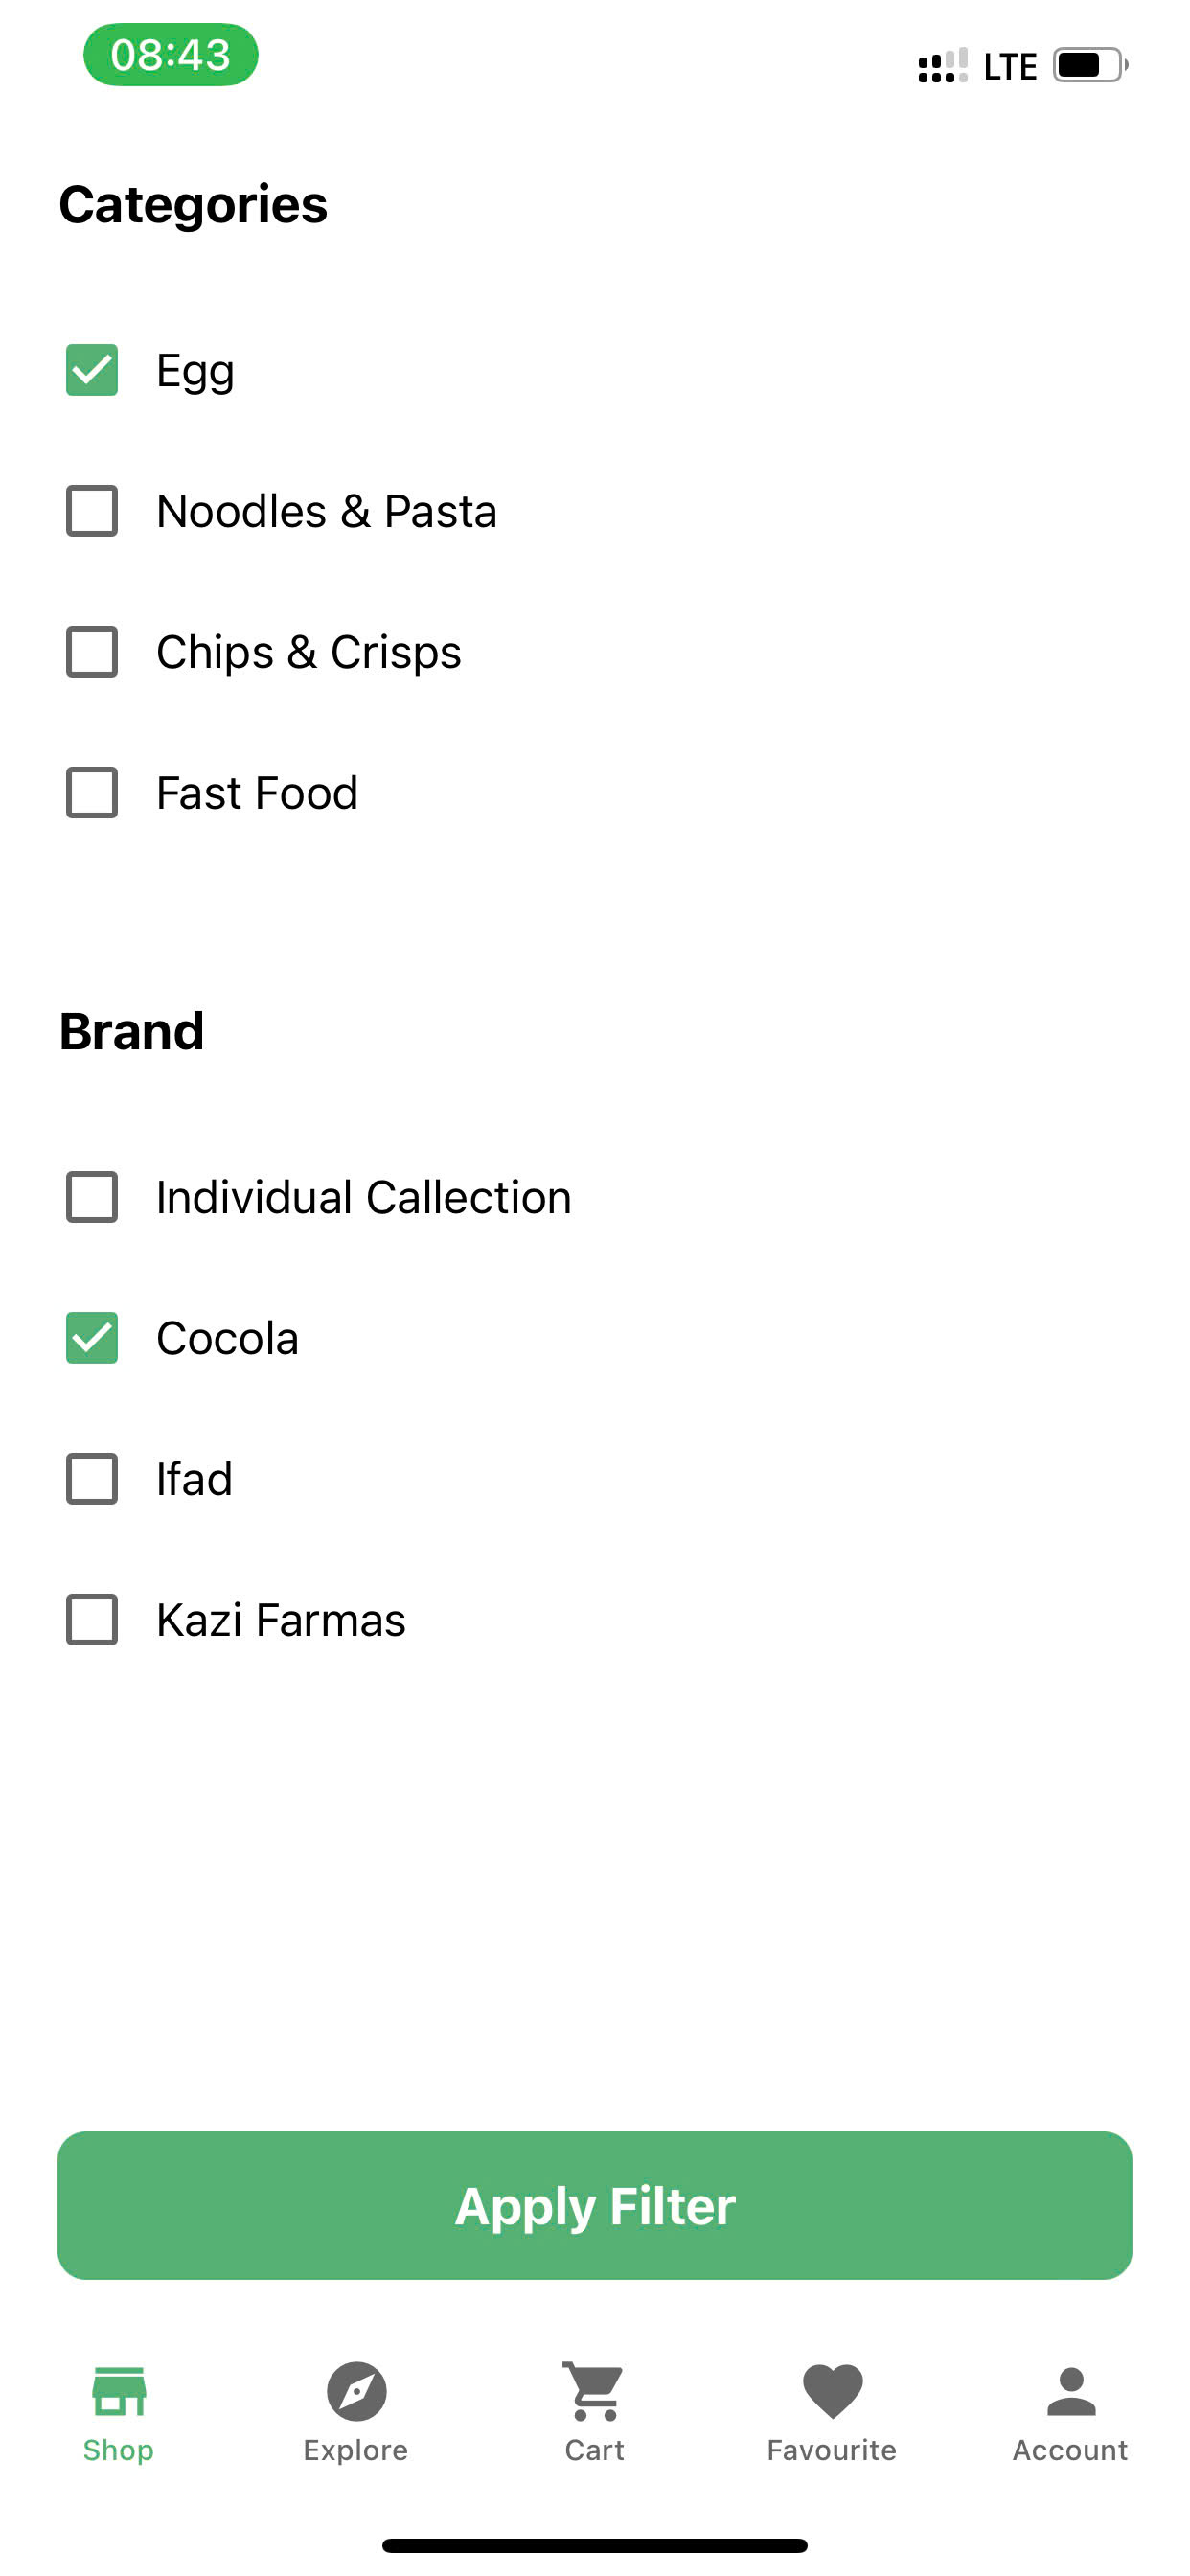 08:43
LTE
Categories
Egg
Noodles & Pasta
Chips & Crisps
Fast Food
Brand
Individual Callection
Cocola
Ifad
Kazi Farmas
Apply Filter
Shop
Explore
Cart
Favourite
Account